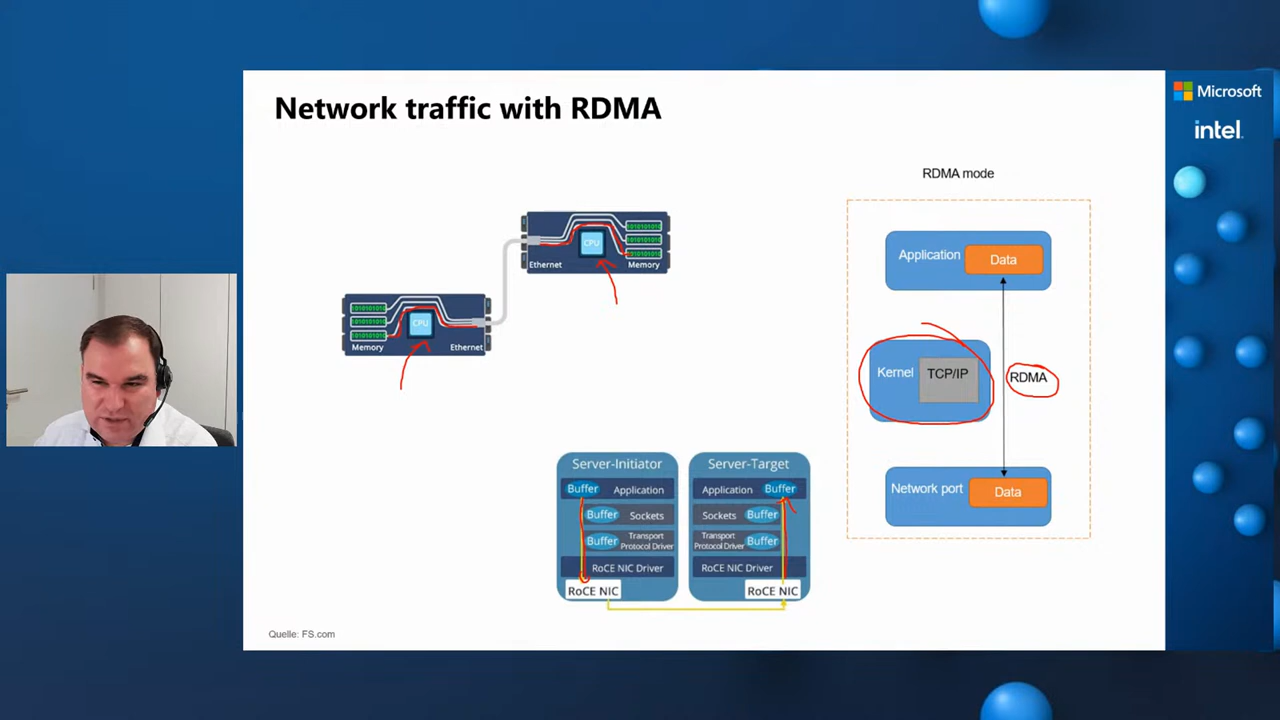 Network traffic with RDMA
Microsoft
intel.
RDMA mode
Application
Data
Kernel
TCP/IP
RDMA
Network port
Data
CPU
Ethernet
Memory
CPU
Memory
Ethernet
Server-Initiator
Buffer Application
Buffer Sockets
Buffer Transport
Protocol Driver
RoCE NIC Driver
RoCE NIC
Server-Target
Application Buffer
Sockets Buffer
Transport
Protocol Driver Buffer
RoCE NIC Driver
RoCE NIC
Quelle: FS.com